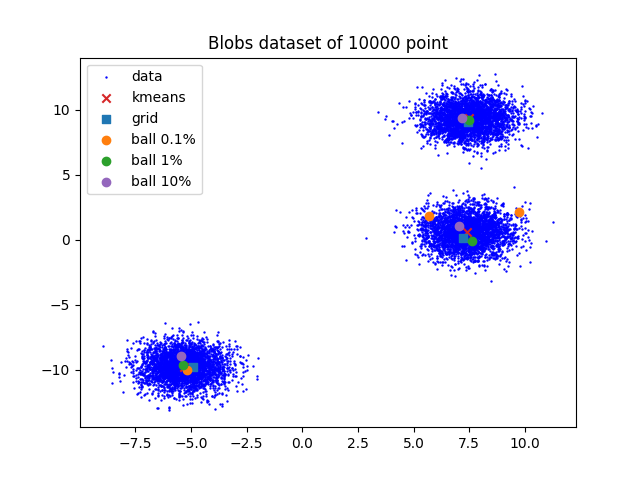 Blobs dataset of 10000 point
data
kmeans
grid
ball 0.1%
ball 1%
ball 10%
10
5
0
−5
−10
−7.5 −5.0 −2.5 0.0 2.5 5.0 7.5 10.0